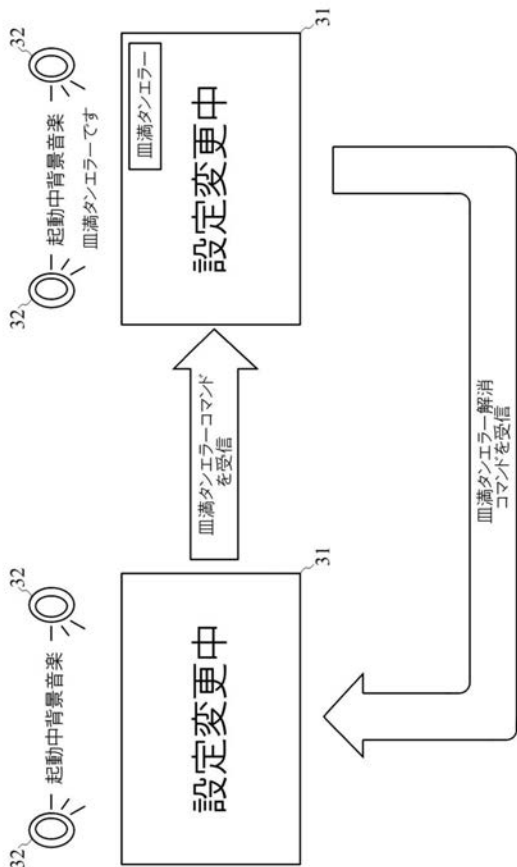 32
32
起動中背景音楽
設定変更中
31
皿満タンエラーコマンド
を受信
32
32
起動中背景音楽
皿満タンエラーです
皿満タンエラー
設定変更中
31
皿満タンエラー解消
コマンドを受信